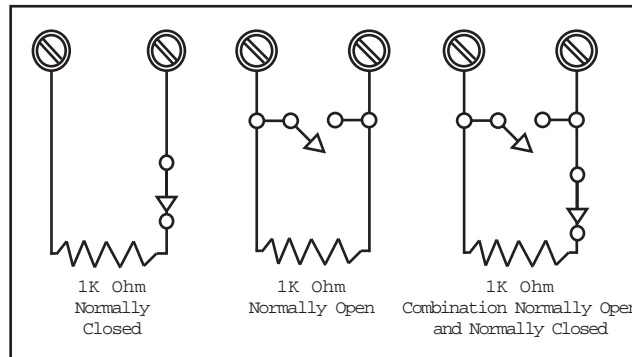 1K Ohm
Normally
Closed
1K Ohm
Normally Open
1K Ohm
Combination Normally Open
and Normally Closed